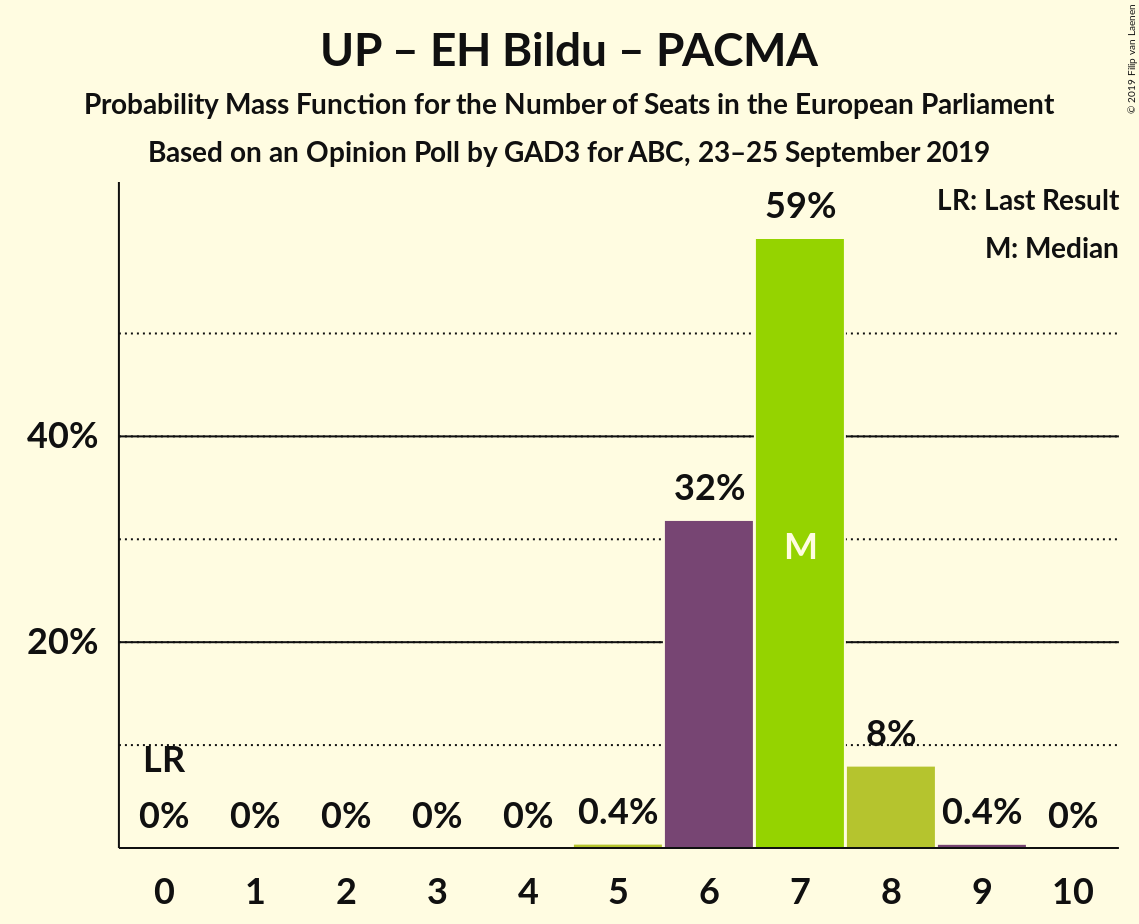 UP – EH Bildu – PACMA
Probability Mass Function for the Number of Seats in the European Parliament
Based on an Opinion Poll by GAD3 for ABC, 23–25 September 2019
© 2019 Filip van Laenen
LR: Last Result
M: Median
59%
40%
32%
M
20%
8%
LR
0% 0% 0% 0% 0% 0.4% 0.4% 0%
0 1 2 3 4 5 6 7 8 9 10